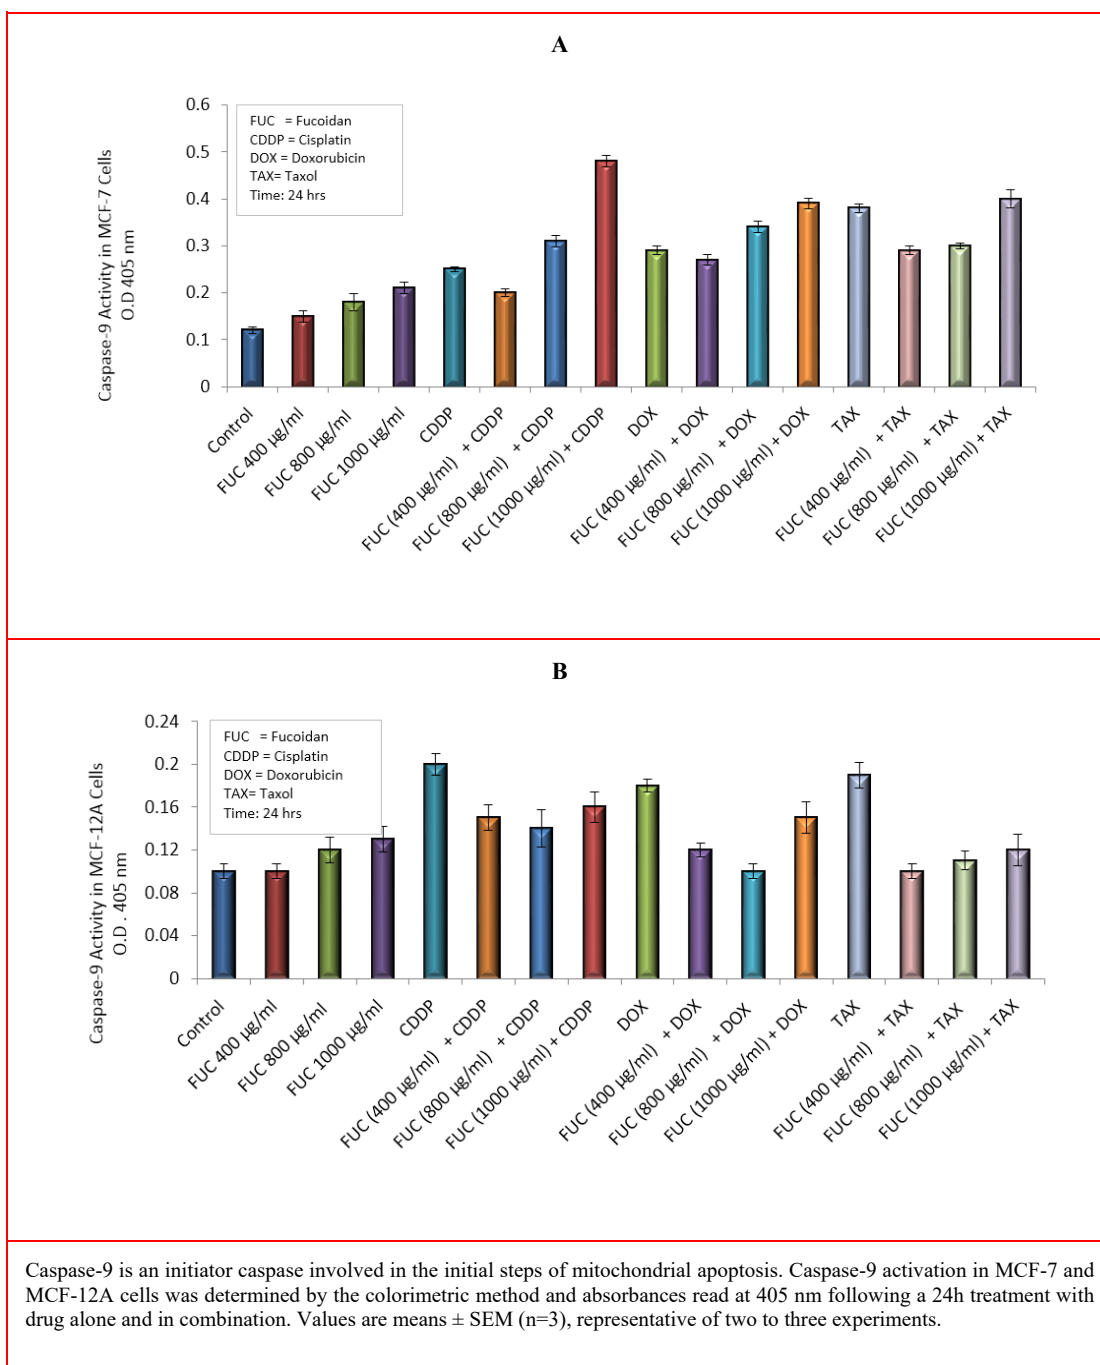 A
Caspase-9 Activity in MCF-7 Cells
O.D 405 nm
0.6
0.5
0.4
0.3
0.2
0.1
0
FUC = Fucoidan
CDDP = Cisplatin
DOX = Doxorubicin
TAX= Taxol
Time: 24 hrs
Control
FUC 400 µg/ml
FUC 800 µg/ml
FUC 1000 µg/ml
CDDP
FUC (400 µg/ml) + CDDP
FUC (800 µg/ml) + CDDP
FUC (1000 µg/ml) + CDDP
DOX
FUC (400 µg/ml) + DOX
FUC (800 µg/ml) + DOX
FUC (1000 µg/ml) + DOX
TAX
FUC (400 µg/ml) + TAX
FUC (800 µg/ml) + TAX
FUC (1000 µg/ml) + TAX
B
Caspase-9 Activity in MCF-12A Cells
O.D . 405 nm
0.24
0.2
0.16
0.12
0.08
0.04
0
FUC = Fucoidan
CDDP = Cisplatin
DOX = Doxorubicin
TAX= Taxol
Time: 24 hrs
Control
FUC 400 µg/ml
FUC 800 µg/ml
FUC 1000 µg/ml
CDDP
FUC (400 µg/ml) + CDDP
FUC (800 µg/ml) + CDDP
FUC (1000 µg/ml) + CDDP
DOX
FUC (400 µg/ml) + DOX
FUC (800 µg/ml) + DOX
FUC (1000 µg/ml) + DOX
TAX
FUC (400 µg/ml) + TAX
FUC (800 µg/ml) + TAX
FUC (1000 µg/ml) + TAX
Caspase-9 is an initiator caspase involved in the initial steps of mitochondrial apoptosis. Caspase-9 activation in MCF-7 and
MCF-12A cells was determined by the colorimetric method and absorbances read at 405 nm following a 24h treatment with
drug alone and in combination. Values are means ± SEM (n=3), representative of two to three experiments.